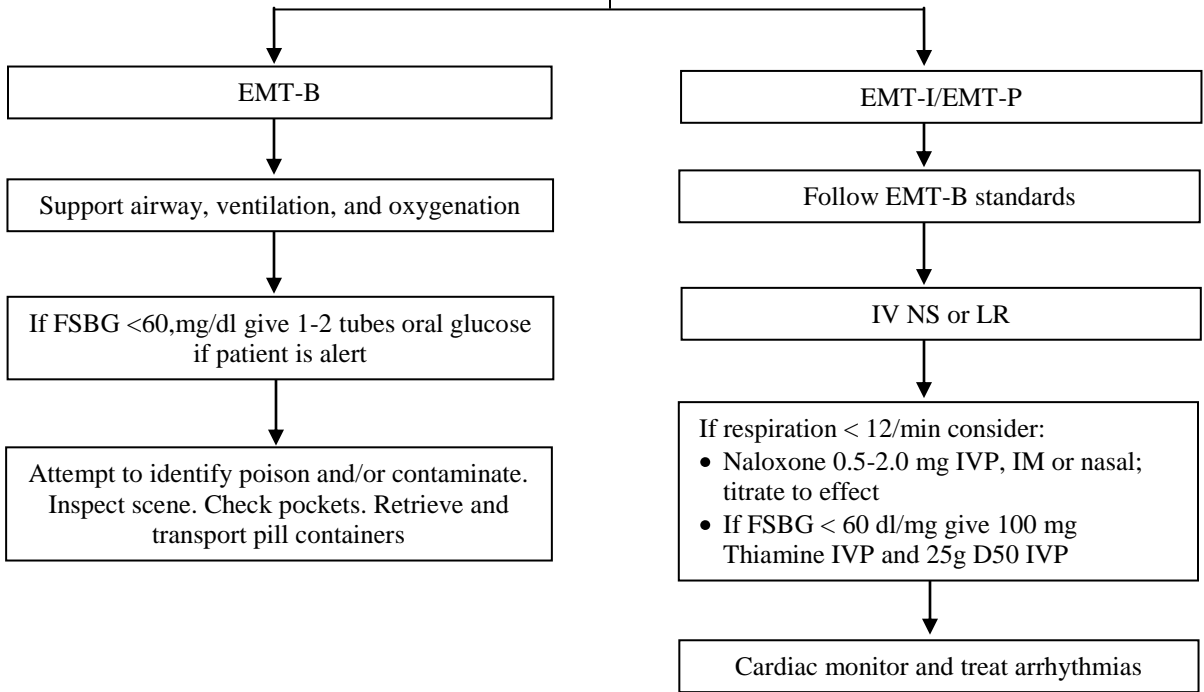 EMT-B
Support airway, ventilation, and oxygenation
If FSBG <60,mg/dl give 1-2 tubes oral glucose
if patient is alert
Attempt to identify poison and/or contaminate.
Inspect scene. Check pockets. Retrieve and
transport pill containers
EMT-I/EMT-P
Follow EMT-B standards
IV NS or LR
If respiration < 12/min consider:
• Naloxone 0.5-2.0 mg IVP, IM or nasal;
titrate to effect
• If FSBG < 60 dl/mg give 100 mg
Thiamine IVP and 25g D50 IVP
Cardiac monitor and treat arrhythmias